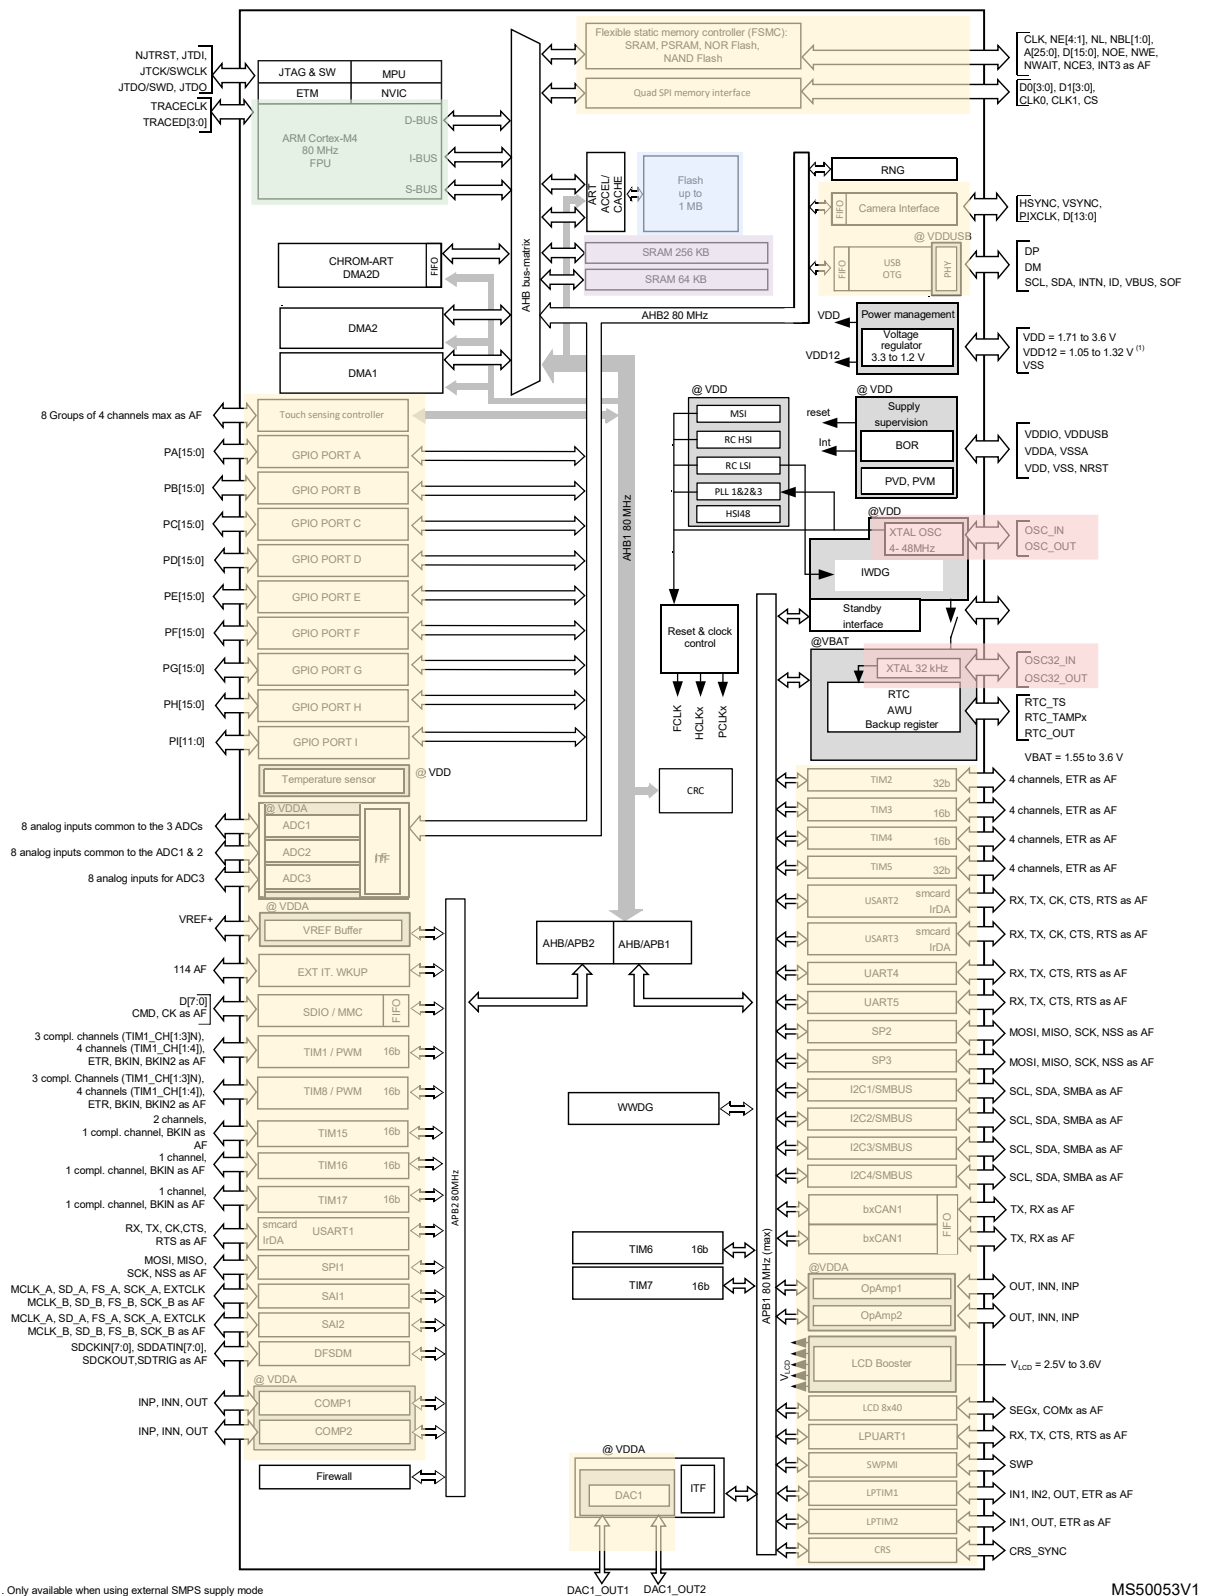 NJTRST, JTDI,
JTCK/SWCLK
JTDO/SWD, JTDO
TRACECLK
TRACED[3:0]
JTAG & SW
MPU
ETM
NVIC
ARM Cortex-M4
80 MHz
FPU
D-BUS
I-BUS
S-BUS
Flexible static memory controller (FSMC):
SRAM, PSRAM, NOR Flash,
NAND Flash
Quad SPI memory interface
CLK, NE[4:1], NL, NBL[1:0],
A[25:0], D[15:0], NOE, NWE,
NWAIT, NCE3, INT3 as AF
D0[3:0], D1[3:0],
CLK0, CLK1, CS
AHB bus-matrix
ART
ACCEL/
CACHE
Flash
up to
1 MB
SRAM 256 KB
SRAM 64 KB
AHB2 80 MHz
RNG
FIFO
Camera Interface
HSYNC, VSYNC,
PIXCLK, D[13:0]
@ VDDUSB
FIFO
USB
OTG
PHY
DP
DM
SCL, SDA, INTN, ID, VBUS, SOF
CHROM-ART
DMA2D
FIFO
DMA2
DMA1
VDD
VDD12
Power management
Voltage
regulator
3.3 to 1.2 V
VDD = 1.71 to 3.6 V
VDD12 = 1.05 to 1.32 V (1)
VSS
@ VDD
MSI
RC HSI
RC LSI
PLL 1&2&3
HSI48
@ VDD
reset
Int
Supply
supervision
BOR
PVD, PVM
VDDIO, VDDUSB
VDDA, VSSA
VDD, VSS, NRST
@VDD
XTAL OSC
4- 48MHz
OSC_IN
OSC_OUT
IWDG
Standby
interface
@VBAT
XTAL 32 kHz
OSC32_IN
OSC32_OUT
RTC
AWU
Backup register
RTC_TS
RTC_TAMPx
RTC_OUT
VBAT = 1.55 to 3.6 V
AHB1 80 MHz
Reset & clock
control
FCLK
HCLKx
PCLKx
CRC
8 Groups of 4 channels max as AF
Touch sensing controller
PA[15:0]
GPIO PORT A
PB[15:0]
GPIO PORT B
PC[15:0]
GPIO PORT C
PD[15:0]
GPIO PORT D
PE[15:0]
GPIO PORT E
PF[15:0]
GPIO PORT F
PG[15:0]
GPIO PORT G
PH[15:0]
GPIO PORT H
PI[11:0]
GPIO PORT I
Temperature sensor
@ VDD
@ VDDA
8 analog inputs common to the 3 ADCs
ADC1
8 analog inputs common to the ADC1 & 2
ADC2
8 analog inputs for ADC3
ADC3
@ VDDA
VREF+
VREF Buffer
114 AF
EXT IT. WKUP
D[7:0]
CMD, CK as AF
SDIO / MMC
FIFO
3 compl. channels (TIM1_CH[1:3]N),
4 channels (TIM1_CH[1:4]),
ETR, BKIN, BKIN2 as AF
TIM1 / PWM
16b
3 compl. Channels (TIM1_CH[1:3]N),
4 channels (TIM1_CH[1:4]),
ETR, BKIN, BKIN2 as AF
TIM8 / PWM
16b
2 channels,
1 compl. channel, BKIN as
AF
TIM15
16b
1 channel,
1 compl. channel, BKIN as AF
TIM16
16b
1 channel,
1 compl. channel, BKIN as AF
TIM17
16b
RX, TX, CK,CTS,
RTS as AF
smcard
IrDA
USART1
MOSI, MISO,
SCK, NSS as AF
SPI1
MCLK_A, SD_A, FS_A, SCK_A, EXTCLK
MCLK_B, SD_B, FS_B, SCK_B as AF
SAI1
MCLK_A, SD_A, FS_A, SCK_A, EXTCLK
MCLK_B, SD_B, FS_B, SCK_B as AF
SAI2
SDCKIN[7:0], SDDATIN[7:0],
SDCKOUT,SDTRIG as AF
DFSDM
@ VDDA
INP, INN, OUT
COMP1
INP, INN, OUT
COMP2
Firewall
APB2 80MHz
AHB/APB2
AHB/APB1
WWDG
TIM6
16b
TIM7
16b
@ VDDA
DAC1
ITF
DAC1_OUT1
DAC1_OUT2
APB1 80 MHz (max)
TIM2
32b
4 channels, ETR as AF
TIM3
16b
4 channels, ETR as AF
TIM4
16b
4 channels, ETR as AF
TIM5
32b
4 channels, ETR as AF
USART2
smcard
IrDA
RX, TX, CK, CTS, RTS as AF
USART3
smcard
IrDA
RX, TX, CK, CTS, RTS as AF
UART4
RX, TX, CTS, RTS as AF
UART5
RX, TX, CTS, RTS as AF
SP2
MOSI, MISO, SCK, NSS as AF
SP3
MOSI, MISO, SCK, NSS as AF
I2C1/SMBUS
SCL, SDA, SMBA as AF
I2C2/SMBUS
SCL, SDA, SMBA as AF
I2C3/SMBUS
SCL, SDA, SMBA as AF
I2C4/SMBUS
SCL, SDA, SMBA as AF
bxCAN1
TX, RX as AF
FIFO
bxCAN1
TX, RX as AF
@VDDA
OpAmp1
OUT, INN, INP
OpAmp2
OUT, INN, INP
VLCD
LCD Booster
VLCD = 2.5V to 3.6V
LCD 8x40
SEGx, COMx as AF
LPUART1
RX, TX, CTS, RTS as AF
SWPMI
SWP
LPTIM1
IN1, IN2, OUT, ETR as AF
LPTIM2
IN1, OUT, ETR as AF
CRS
CRS_SYNC
. Only available when using external SMPS supply mode
MS50053V1